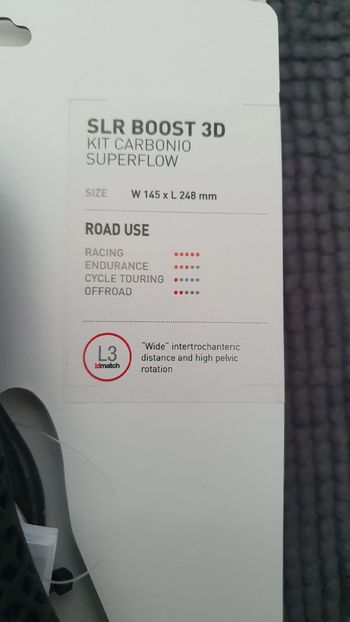 SLR BOOST 3D
KIT CARBONIO
SUPERFLOW
SIZE W 145 x L 248 mm
ROAD USE
RACING
ENDURANCE
CYCLE TOURING
OFFROAD
L3
idmatch
"Wide" intertrochanteric
distance and high pelvic
rotation